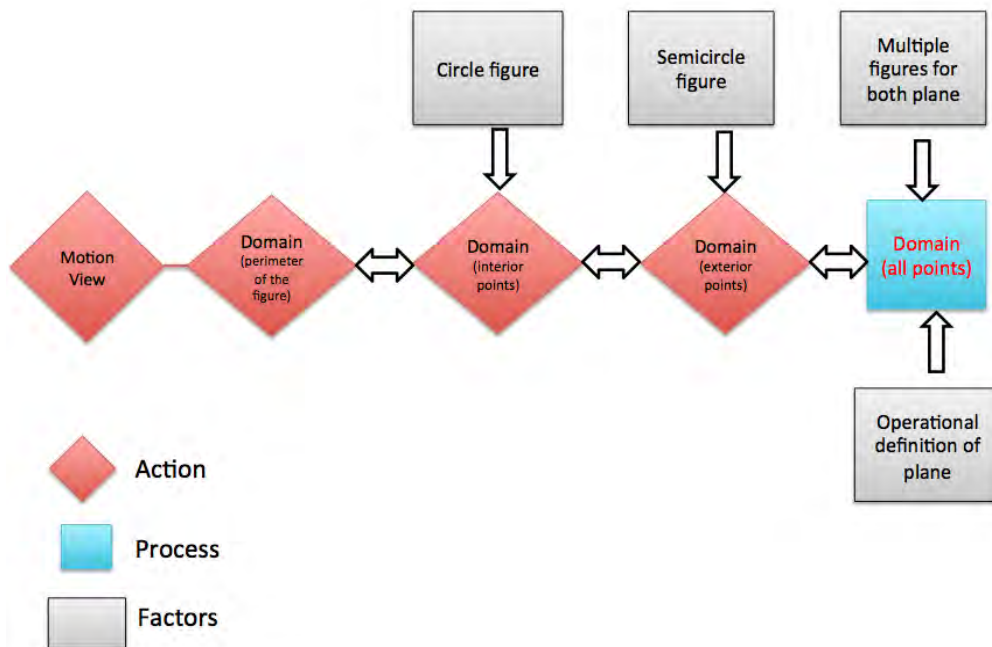 Circle figure
Semicircle
figure
Multiple
figures for
both plane
Motion
View
Domain
(perimeter
of the
figure)
Domain
(interior
points)
Domain
(exterior
points)
Domain
(all points)
Operational
definition of
plane
Action
Process
Factors